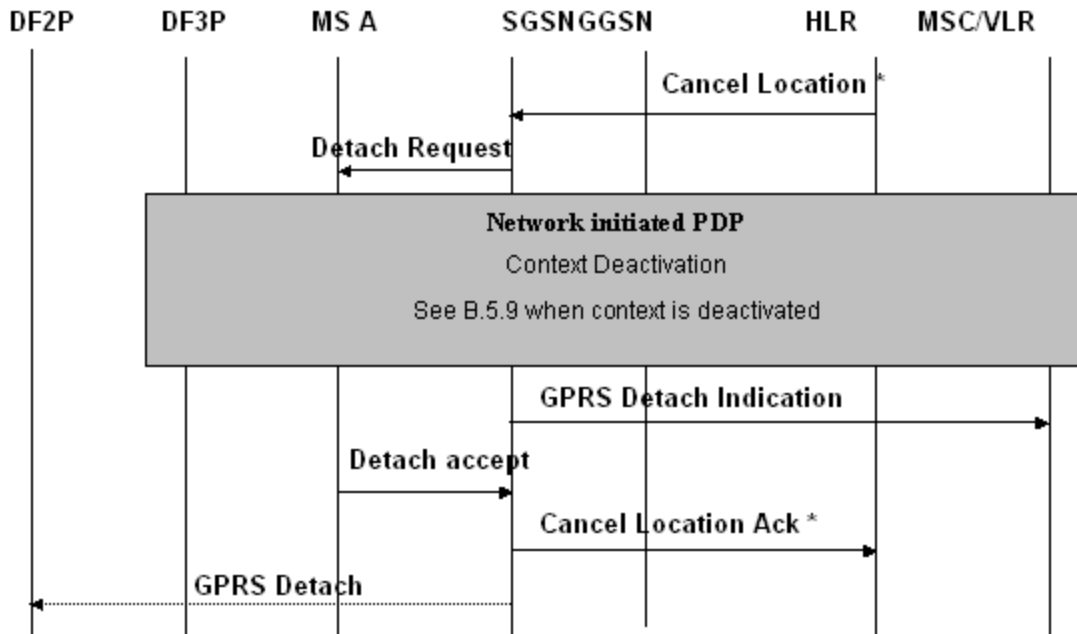 DF2P DF3P MS A SGSNGGSN HLR MSC/VLR
Cancel Location *
Detach Request
Network initiated PDP
Context Deactivation
See B.5.9 when context is deactivated
GPRS Detach Indication
Detach accept
Cancel Location Ack *
GPRS Detach